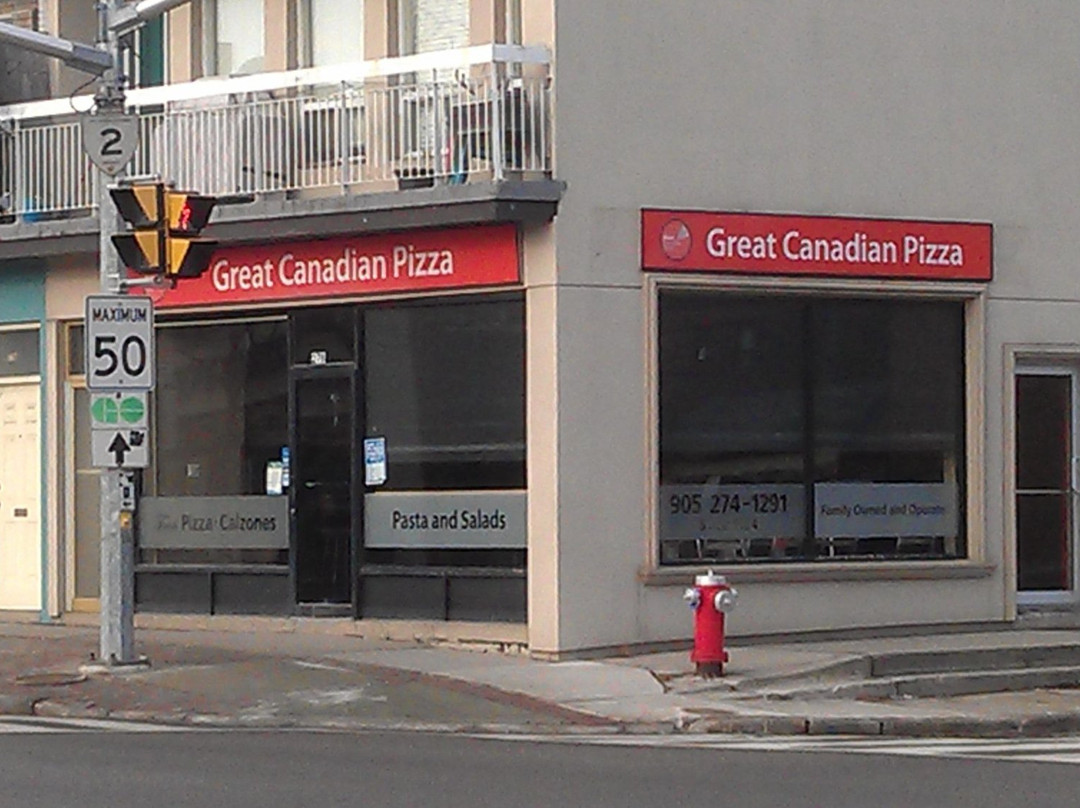 2
Great Canadian Pizza
Great Canadian Pizza
MAXIMUM
50
GO
Pizza · Calzones
Pasta and Salads
905 274-1291
Family Owned and Operated